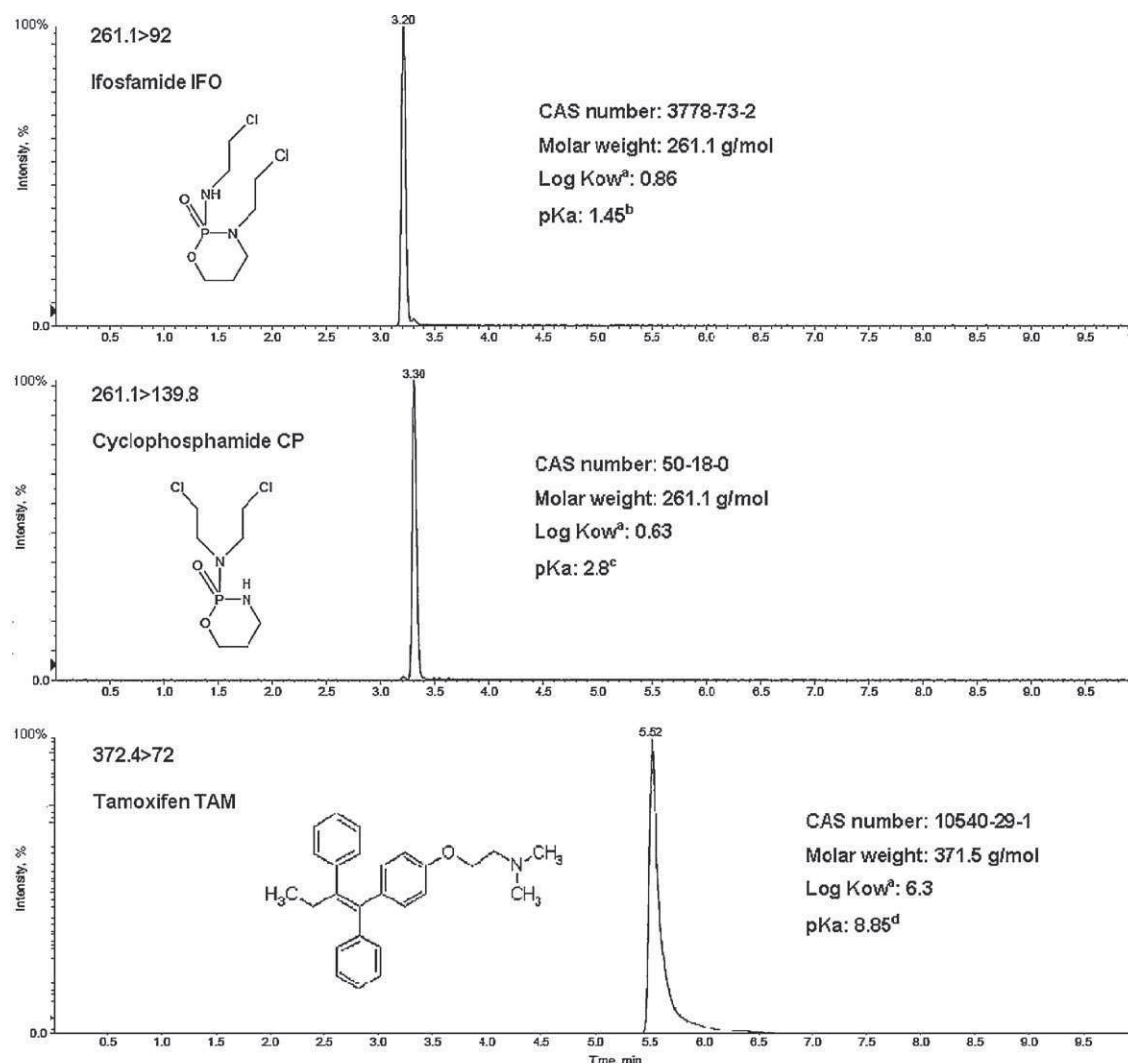 100%
3.20
261.1>92
Ifosfamide IFO
Cl
Cl
O
NH
P
N
O
Intensity, %
CAS number: 3778-73-2
Molar weight: 261.1 g/mol
Log Kowᵃ: 0.86
pKa: 1.45ᵇ
0.0
0.5 1.0 1.5 2.0 2.5 3.0 3.5 4.0 4.5 5.0 5.5 6.0 6.5 7.0 7.5 8.0 8.5 9.0 9.5
100%
3.30
261.1>139.8
Cyclophosphamide CP
Cl Cl
N
O
H
P N
O
Intensity, %
CAS number: 50-18-0
Molar weight: 261.1 g/mol
Log Kowᵃ: 0.63
pKa: 2.8ᶜ
0.0
0.5 1.0 1.5 2.0 2.5 3.0 3.5 4.0 4.5 5.0 5.5 6.0 6.5 7.0 7.5 8.0 8.5 9.0 9.5
100%
5.52
372.4>72
Tamoxifen TAM
O
N
CH3
CH3
H3C
Intensity, %
CAS number: 10540-29-1
Molar weight: 371.5 g/mol
Log Kowᵃ: 6.3
pKa: 8.85ᵈ
0.0
0.5 1.0 1.5 2.0 2.5 3.0 3.5 4.0 4.5 5.0 5.5 6.0 6.5 7.0 7.5 8.0 8.5 9.0 9.5
Tme, min